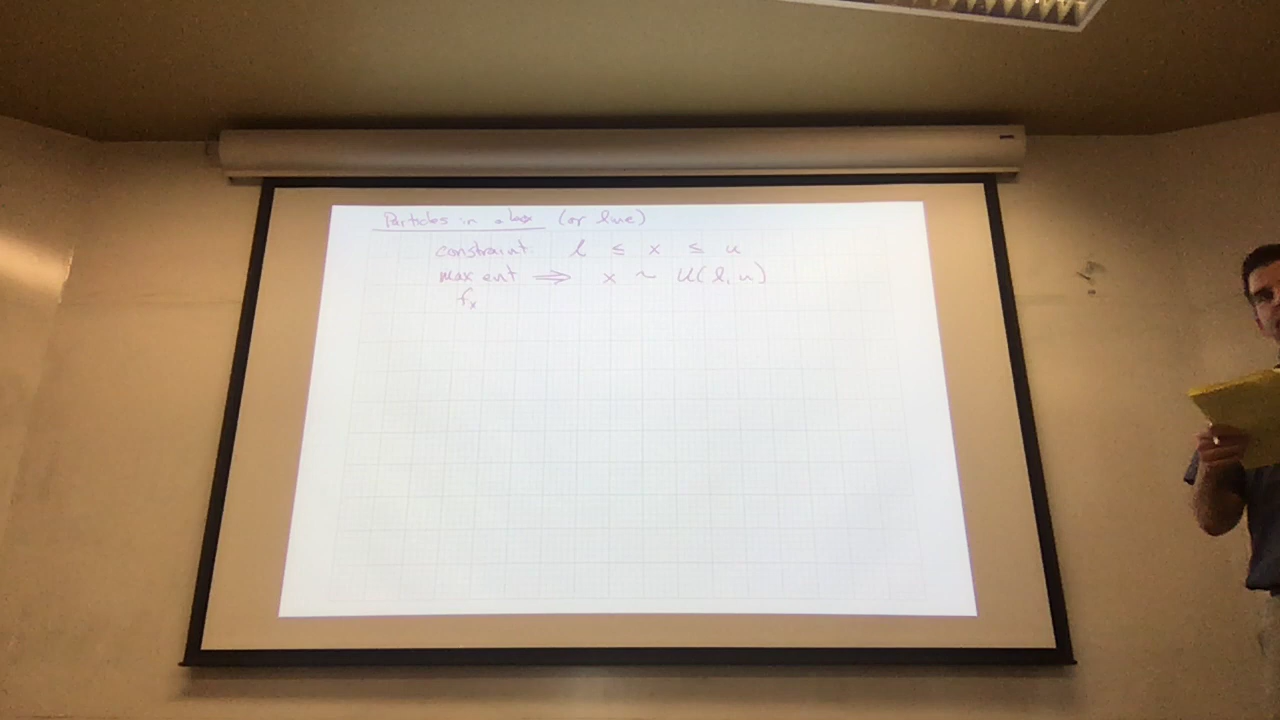 Particles in a box (or line)
constraint: l ≤ x ≤ u
max ent ⇒ x ~ U(l, u)
fx